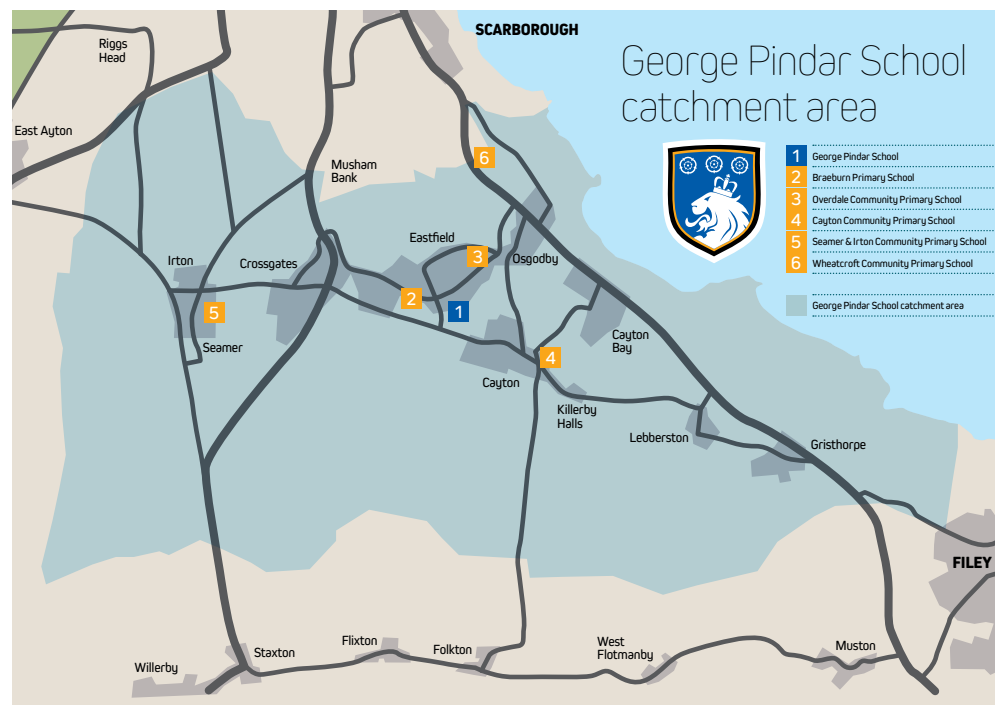 SCARBOROUGH
George Pindar School
catchment area
1 George Pindar School
2 Braeburn Primary School
3 Overdale Community Primary School
4 Cayton Community Primary School
5 Seamer & Irton Community Primary School
6 Wheatcroft Community Primary School
George Pindar School catchment area
Riggs
Head
East Ayton
Musham
Bank
6
Eastfield
3
Osgodby
Irton
Crossgates
2
1
5
Seamer
Cayton
Bay
4
Cayton
Killerby
Halls
Lebberston
Gristhorpe
FILEY
Willerby
Staxton
Flixton
Folkton
West
Flotmanby
Muston